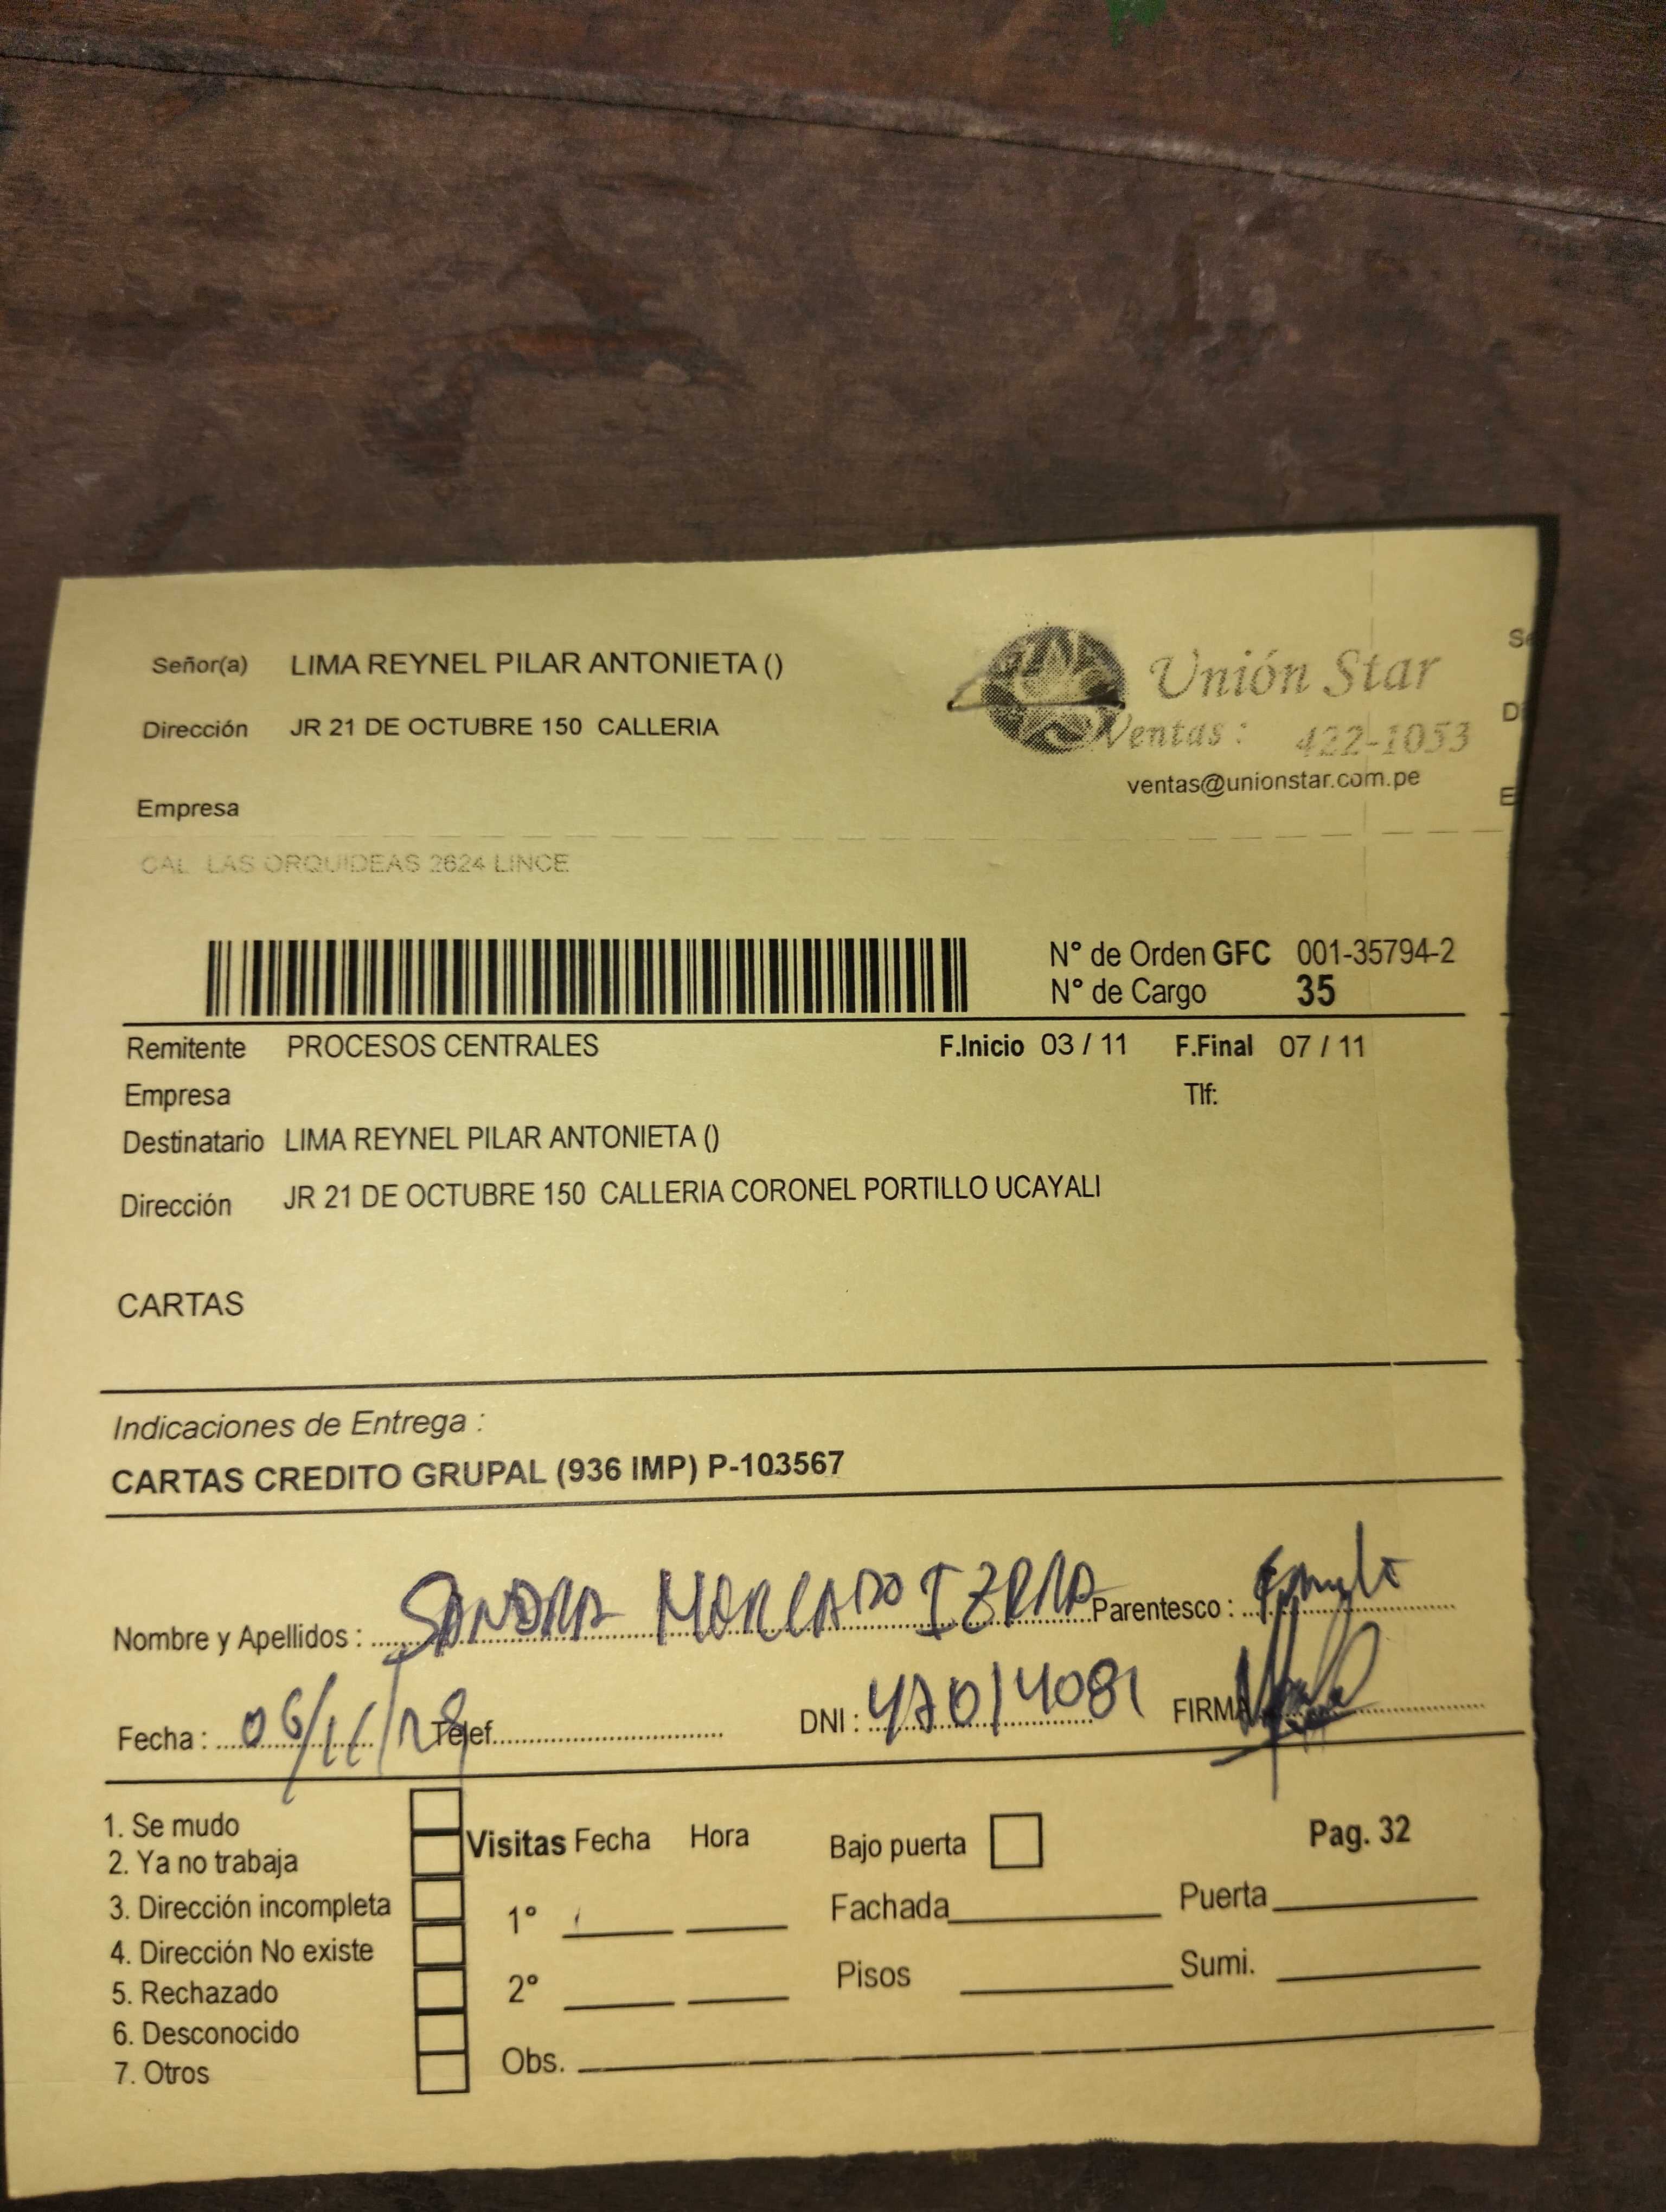 Señor(a) LIMA REYNEL PILAR ANTONIETA ()
Unión Star
Dirección JR 21 DE OCTUBRE 150 CALLERIA
Ventas : 422-1053
ventas@unionstar.com.pe
Empresa
CAL LAS ORQUIDEAS 2624 LINCE
N° de Orden GFC 001-35794-2
N° de Cargo 35
Remitente PROCESOS CENTRALES F.Inicio 03 / 11 F.Final 07 / 11
Empresa Tlf:
Destinatario LIMA REYNEL PILAR ANTONIETA ()
Dirección JR 21 DE OCTUBRE 150 CALLERIA CORONEL PORTILLO UCAYALI
CARTAS
Indicaciones de Entrega :
CARTAS CREDITO GRUPAL (936 IMP) P-103567
Nombre y Apellidos : SANDRA MERCADO Parentesco :
Fecha : Telef. DNI : 47014081 FIRMA
1. Se mudo
2. Ya no trabaja
3. Dirección incompleta
4. Dirección No existe
5. Rechazado
6. Desconocido
7. Otros
Visitas Fecha Hora Bajo puerta Pag. 32
1° Fachada Puerta
2° Pisos Sumi.
Obs.